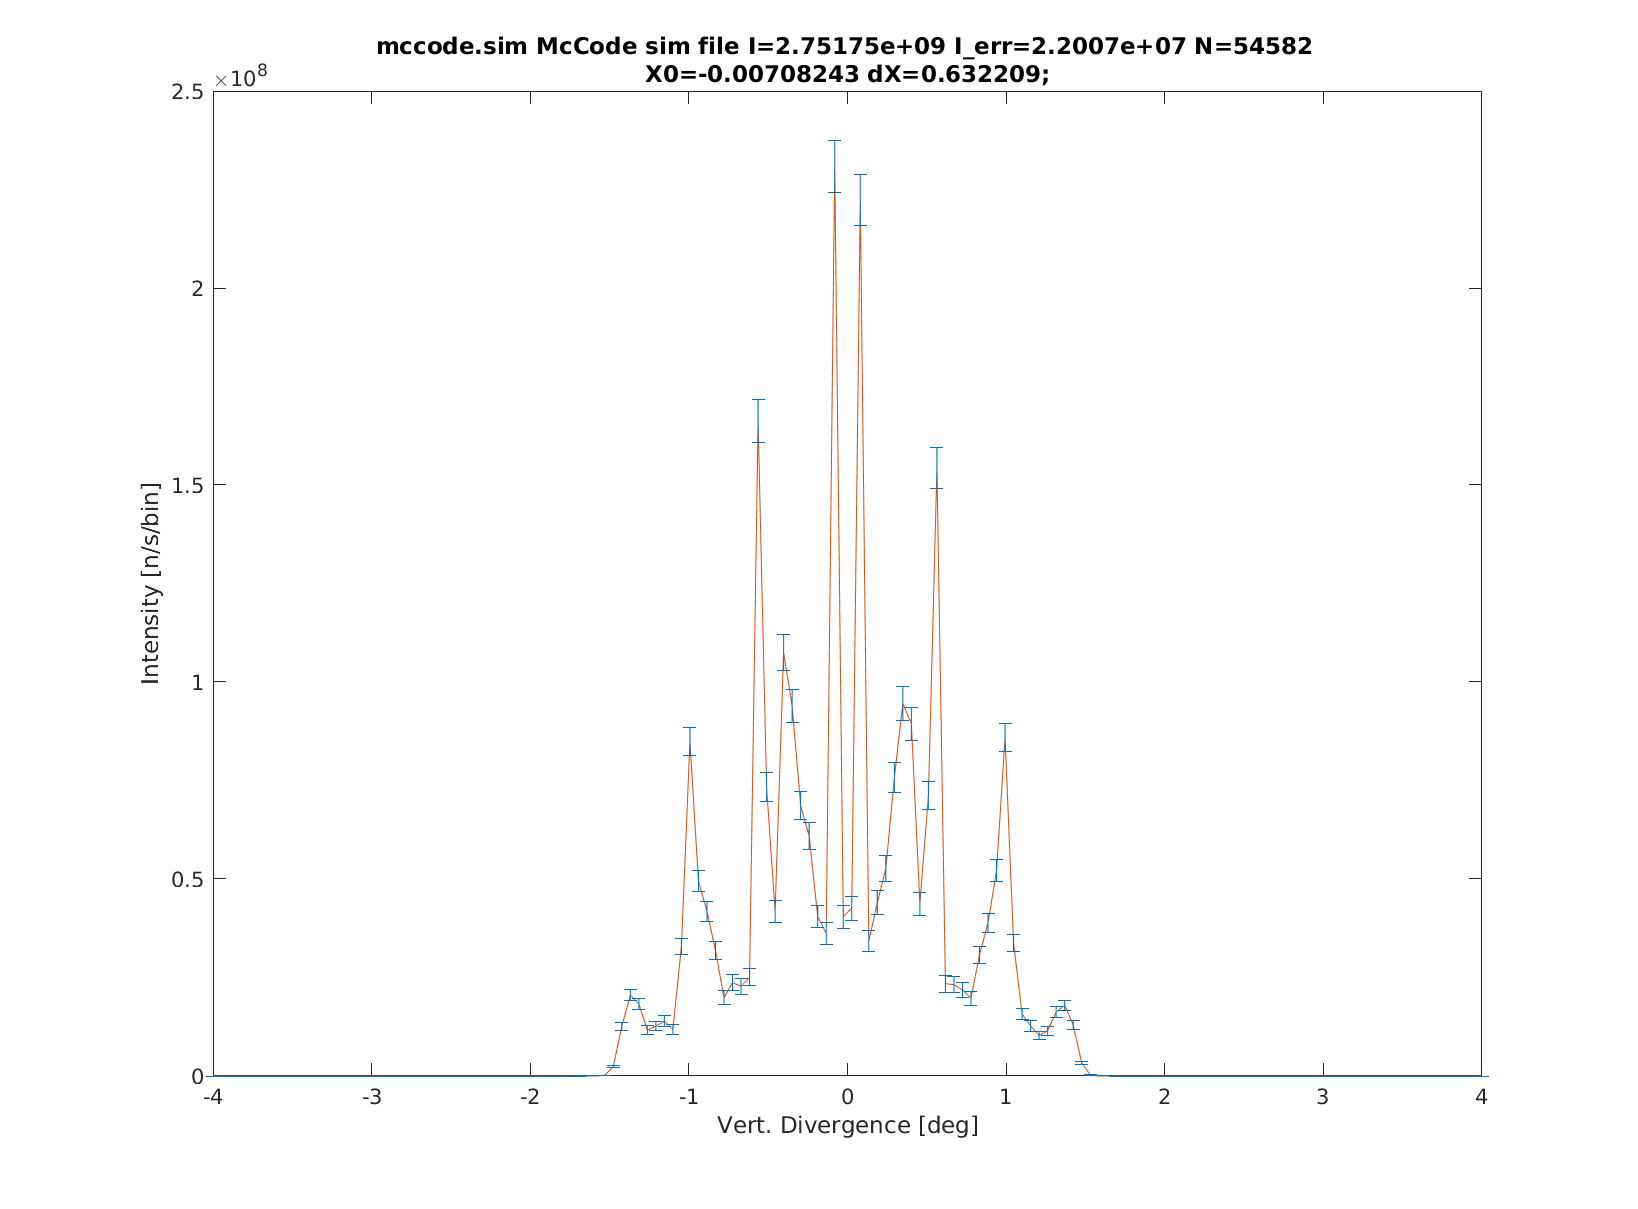 mccode.sim McCode sim file I=2.75175e+09 I_err=2.2007e+07 N=54582
X0=-0.00708243 dX=0.632209;
×10^8
2.5
2
1.5
1
0.5
0
Intensity [n/s/bin]
-4 -3 -2 -1 0 1 2 3 4
Vert. Divergence [deg]